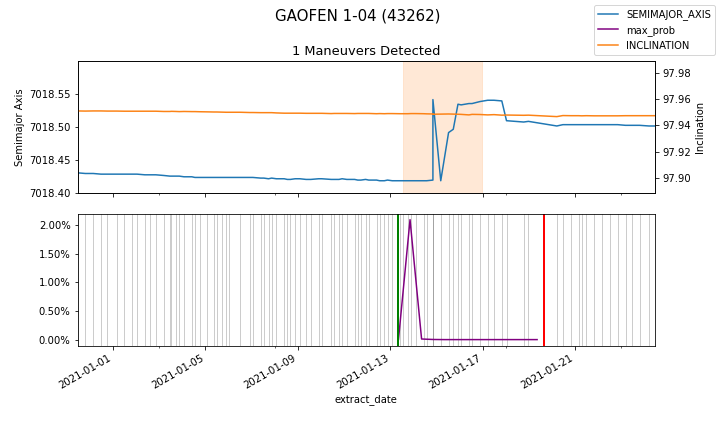 GAOFEN 1-04 (43262)
SEMIMAJOR_AXIS
max_prob
INCLINATION
1 Maneuvers Detected
Semimajor Axis
7018.55
7018.50
7018.45
7018.40
97.98
97.96
97.94
97.92
97.90
Inclination
2.00%
1.50%
1.00%
0.50%
0.00%
2021-01-01
2021-01-05
2021-01-09
2021-01-13
2021-01-17
2021-01-21
extract_date